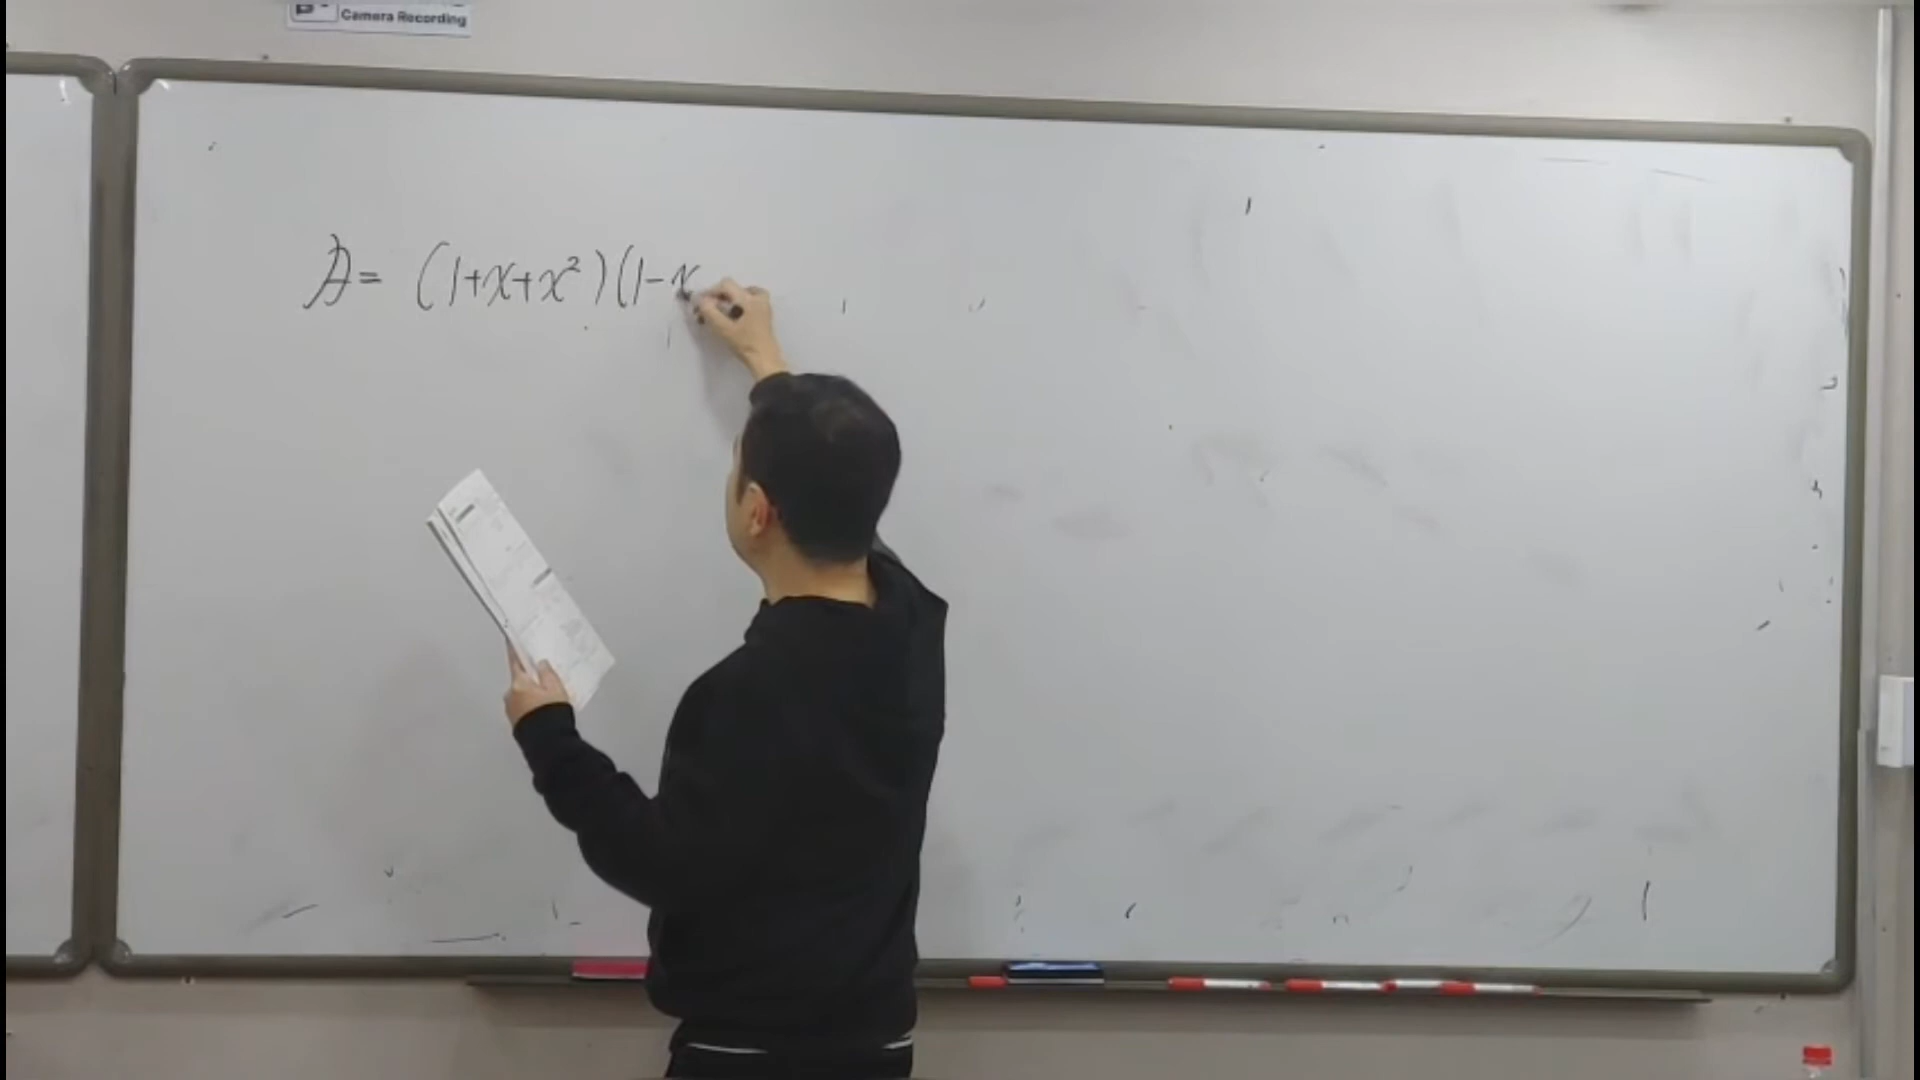 Camera Recording
A = (1+x+x²)(1-x